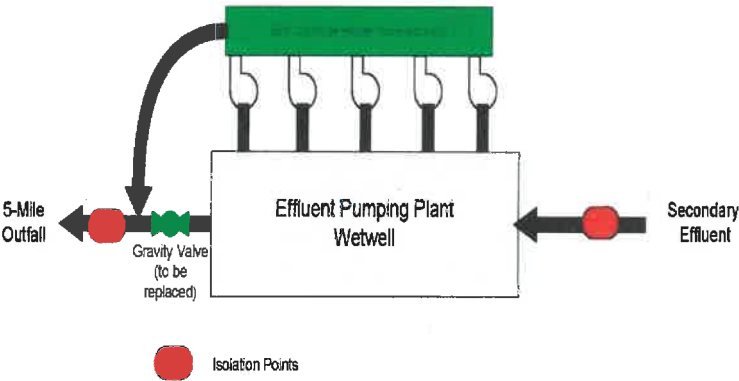 5-Mile
Outfall
Gravity Valve
(to be
replaced)
Effluent Pumping Plant
Wetwell
Secondary
Effluent
Isolation Points